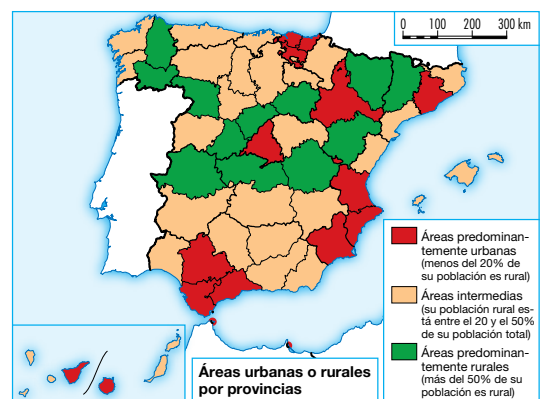 0 100 200 300 km
Áreas predominan-
temente urbanas
(menos del 20% de
su población es rural)
Áreas intermedias
(su población rural es-
tá entre el 20 y el 50%
de su población total)
Áreas predominan-
temente rurales
(más del 50% de su
población es rural)
Áreas urbanas o rurales
por provincias